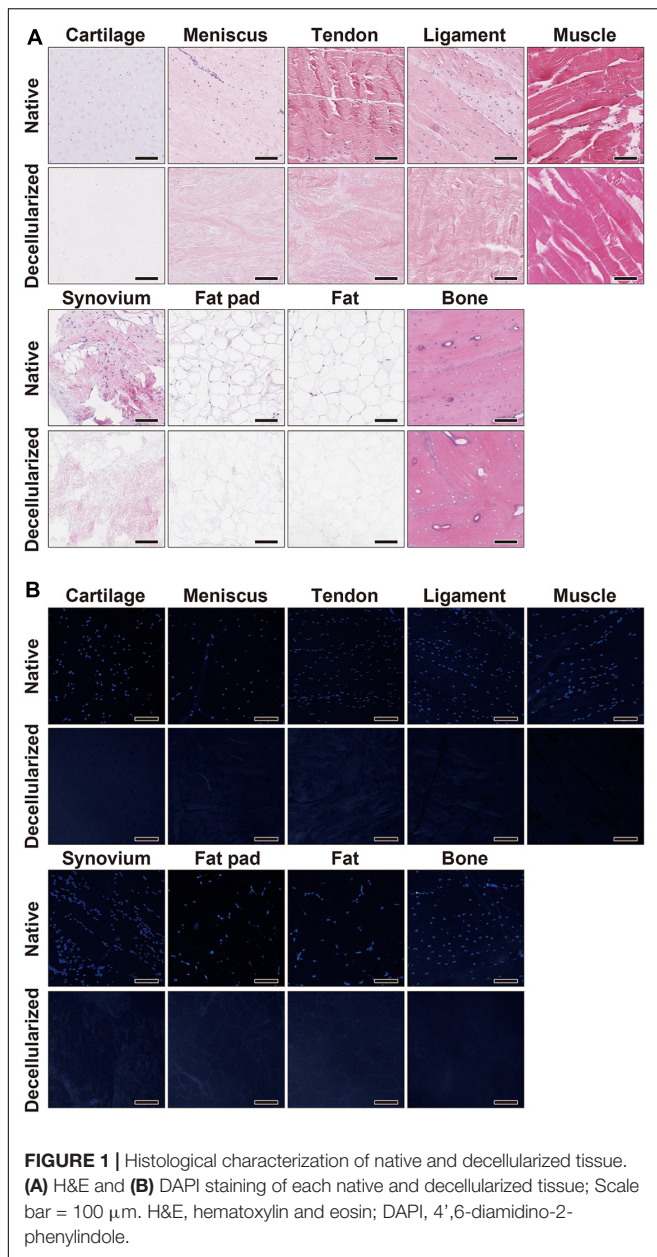 A
Cartilage Meniscus Tendon Ligament Muscle
Native
Decellularized
Synovium Fat pad Fat Bone
Native
Decellularized
B
Cartilage Meniscus Tendon Ligament Muscle
Native
Decellularized
Synovium Fat pad Fat Bone
Native
Decellularized
FIGURE 1 | Histological characterization of native and decellularized tissue.
(A) H&E and (B) DAPI staining of each native and decellularized tissue; Scale
bar = 100 μm. H&E, hematoxylin and eosin; DAPI, 4',6-diamidino-2-
phenylindole.